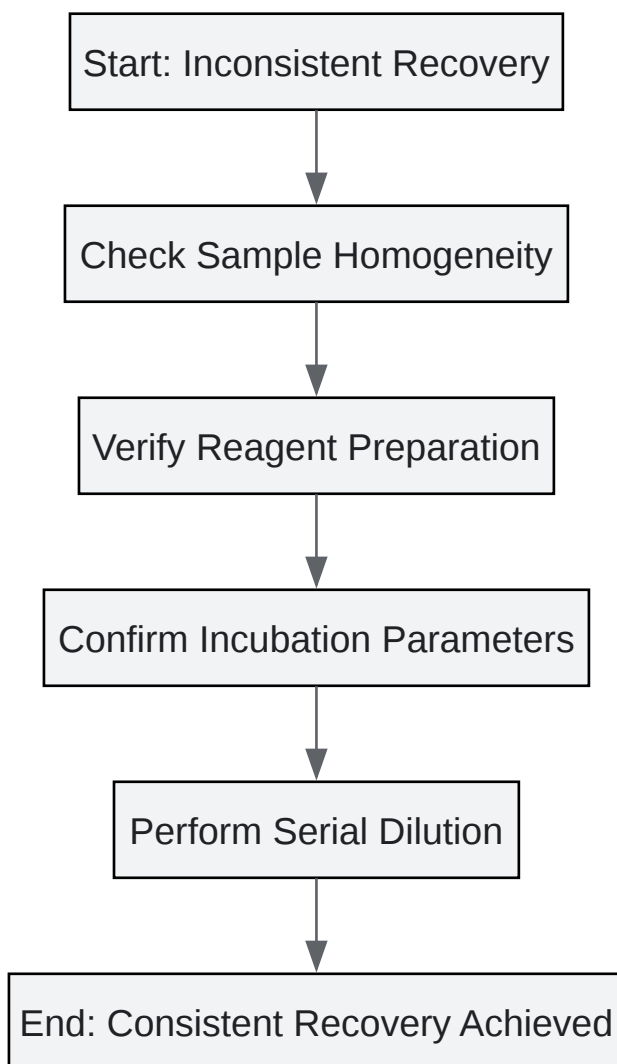 Start: Inconsistent Recovery
Check Sample Homogeneity
Verify Reagent Preparation
Confirm Incubation Parameters
Perform Serial Dilution
End: Consistent Recovery Achieved